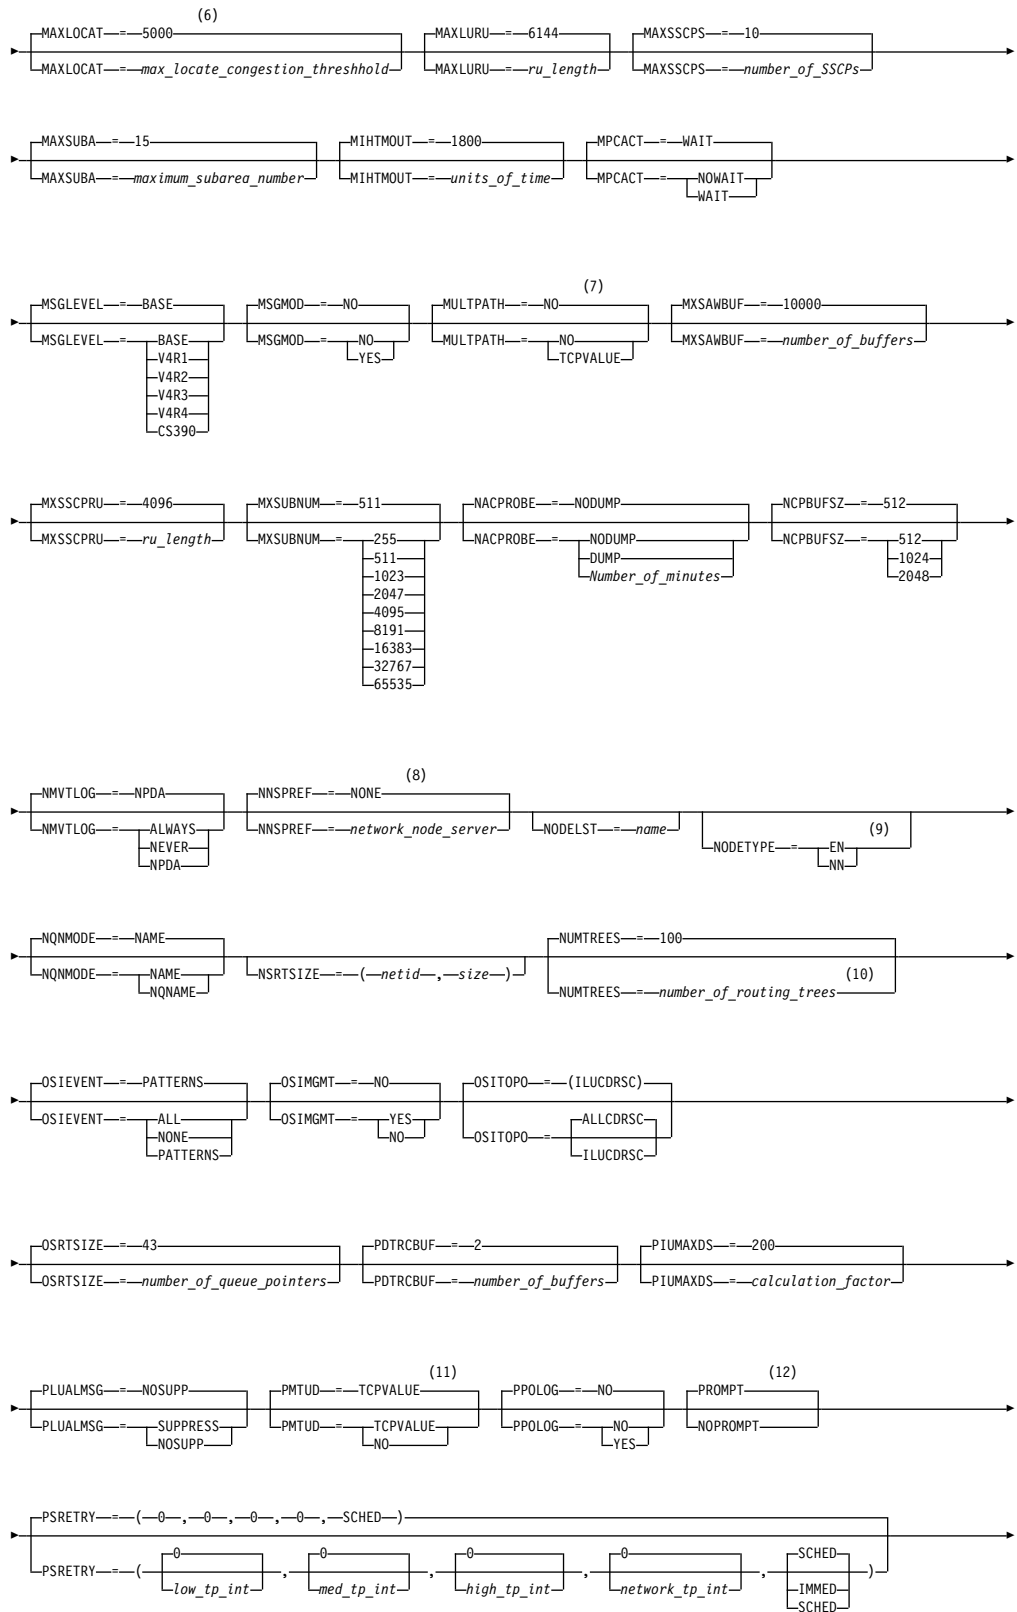 (6)
MAXLOCAT = 5000 MAXLURU = 6144 MAXSSCPS = 10
MAXLOCAT = max_locate_congestion_threshhold MAXLURU = ru_length MAXSSCPS = number_of_SSCPs
MAXSUBA = 15 MIHTMOUT = 1800 MPCACT = WAIT
MAXSUBA = maximum_subarea_number MIHTMOUT = units_of_time MPCACT = NOWAIT
WAIT
(7)
MSGLEVEL = BASE MSGMOD = NO MULTPATH = NO MXSAWBUF = 10000
MSGLEVEL = BASE MSGMOD = NO MULTPATH = NO MXSAWBUF = number_of_buffers
V4R1 YES TCPVALUE
V4R2
V4R3
V4R4
CS390
MXSSCPRU = 4096 MXSUBNUM = 511 NACPROBE = NODUMP NCPBUFSZ = 512
MXSSCPRU = ru_length MXSUBNUM = 255 NACPROBE = NODUMP NCPBUFSZ = 512
511 DUMP 1024
1023 Number_of_minutes 2048
2047
4095
8191
16383
32767
65535
(8)
NMVTLOG = NPDA NNSPREF = NONE
NMVTLOG = ALWAYS NNSPREF = network_node_server NODELST = name (9)
NEVER NODETYPE = EN
NPDA NN
NQNMODE = NAME NUMTREES = 100
NQNMODE = NAME NSRTSIZE = ( netid , size ) (10)
NQNAME NUMTREES = number_of_routing_trees
OSIEVENT = PATTERNS OSIMGMT = NO OSITOPO = (ILUCDRSC)
OSIEVENT = ALL OSIMGMT = YES ALLCDRSC
NONE NO OSITOPO =
PATTERNS ILUCDRSC
OSRTSIZE = 43 PDTRCBUF = 2 PIUMAXDS = 200
OSRTSIZE = number_of_queue_pointers PDTRCBUF = number_of_buffers PIUMAXDS = calculation_factor
(11) (12)
PLUALMSG = NOSUPP PMTUD = TCPVALUE PPOLOG = NO PROMPT
PLUALMSG = SUPPRESS PMTUD = TCPVALUE PPOLOG = NO NOPROMPT
NOSUPP NO YES
PSRETRY = ( 0 , 0 , 0 , 0 , SCHED )
0 0 0 0 SCHED
PSRETRY = ( , , , , )
low_tp_int med_tp_int high_tp_int network_tp_int IMMED
SCHED